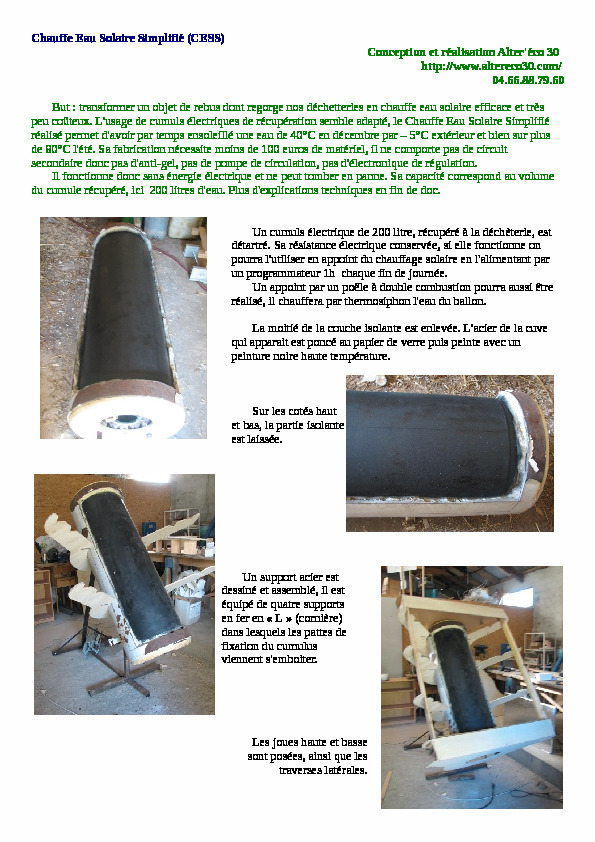 Chauffe Eau Solaire Simplifié (CESS)
Conception et réalisation Alter'éco 30
http://www.altereco30.com/
04.66.88.79.60
But : transformer un objet de rebus dont regorge nos déchetteries en chauffe eau solaire efficace et très
peu coûteux. L'usage de cumuls électriques de récupération semble adapté, le Chauffe Eau Solaire Simplifié
réalisé permet d'avoir par temps ensoleillé une eau de 40°C en décembre par – 5°C extérieur et bien sur plus
de 60°C l'été. Sa fabrication nécessite moins de 100 euros de matériel, il ne comporte pas de circuit
secondaire donc pas d'anti-gel, pas de pompe de circulation, pas d'électronique de régulation.
Il fonctionne donc sans énergie électrique et ne peut tomber en panne. Sa capacité correspond au volume
du cumule récupéré, ici 200 litres d'eau. Plus d'explications techniques en fin de doc.
Un cumuls électrique de 200 litre, récupéré à la déchèterie, est
détartré. Sa résistance électrique conservée, si elle fonctionne on
pourra l'utiliser en appoint du chauffage solaire en l'alimentant par
un programmateur 1h chaque fin de journée.
Un appoint par un poêle à double combustion pourra aussi être
réalisé, il chauffera par thermosiphon l'eau du ballon.
La moitié de la couche isolante est enlevée. L'acier de la cuve
qui apparait est poncé au papier de verre puis peinte avec un
peinture noire haute température.
Sur les cotés haut
et bas, la partie isolante
est laissée.
Un support acier est
dessiné et assemblé, il est
équipé de quatre supports
en fer en « L » (cornière)
dans lesquels les pattes de
fixation du cumulus
viennent s'emboiter.
Les joues haute et basse
sont posées, ainsi que les
traverses latérales.